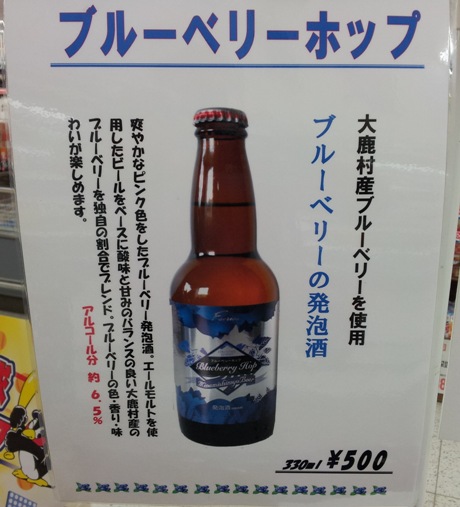 ブルーベリーホップ
大鹿村産ブルーベリーを使用
ブルーベリーの発泡酒
爽やかなピンク色をしたブルーベリー発泡酒。エールモルトを使
用したビールをベースに酸味と甘みのバランスの良い大鹿村産の
ブルーベリーを独自の割合でブレンド。ブルーベリーの色・香り・味
わいが楽しめます。
アルコール分 約6.5%
Blueberry Hop
発泡酒
330ml ¥500